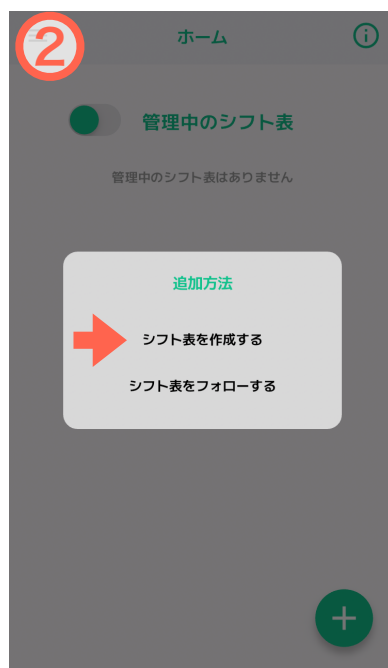 2
ホーム
管理中のシフト表
管理中のシフト表はありません
追加方法
シフト表を作成する
シフト表をフォローする